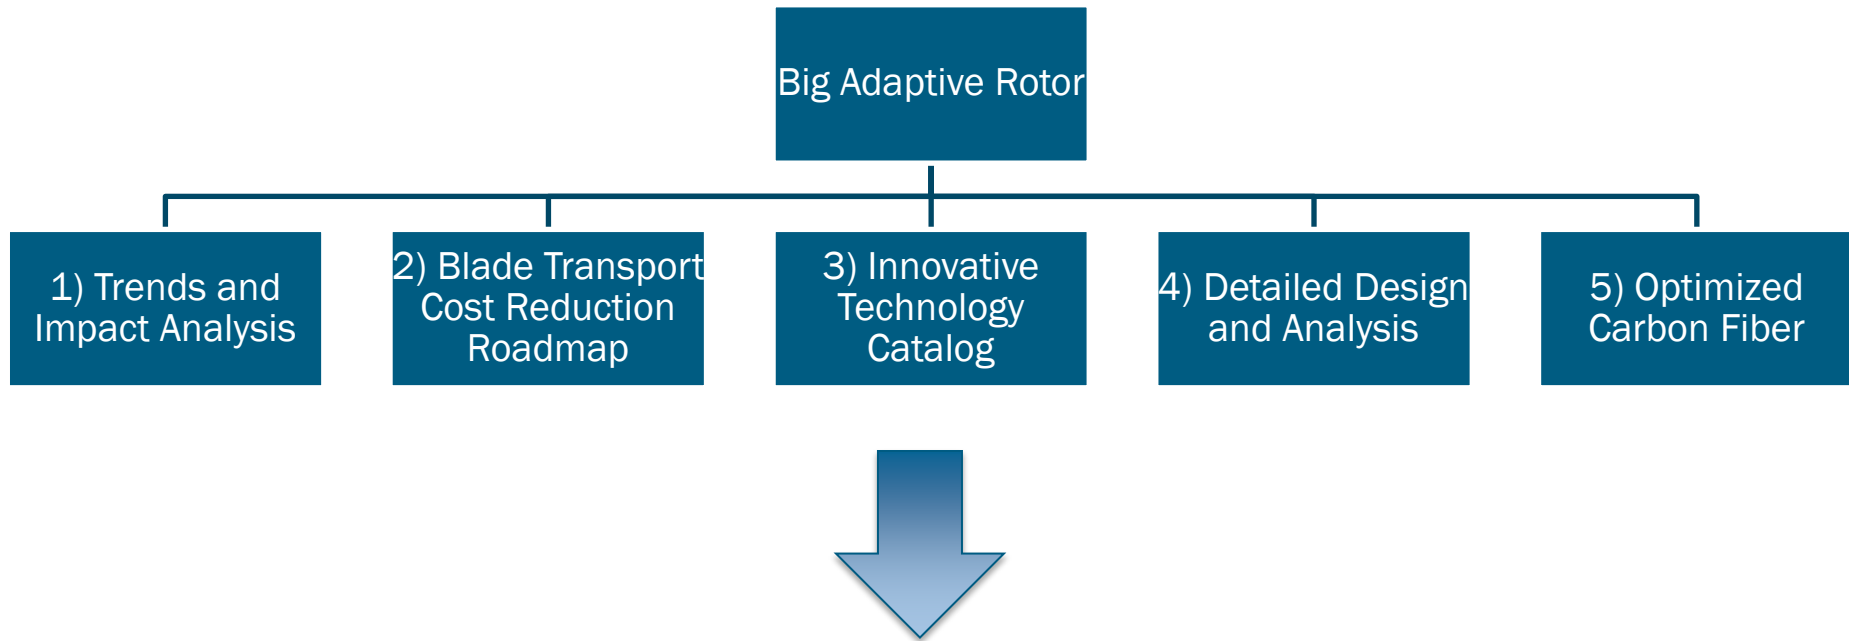 Big Adaptive Rotor
1) Trends and
Impact Analysis
2) Blade Transport
Cost Reduction
Roadmap
3) Innovative
Technology
Catalog
4) Detailed Design
and Analysis
5) Optimized
Carbon Fiber